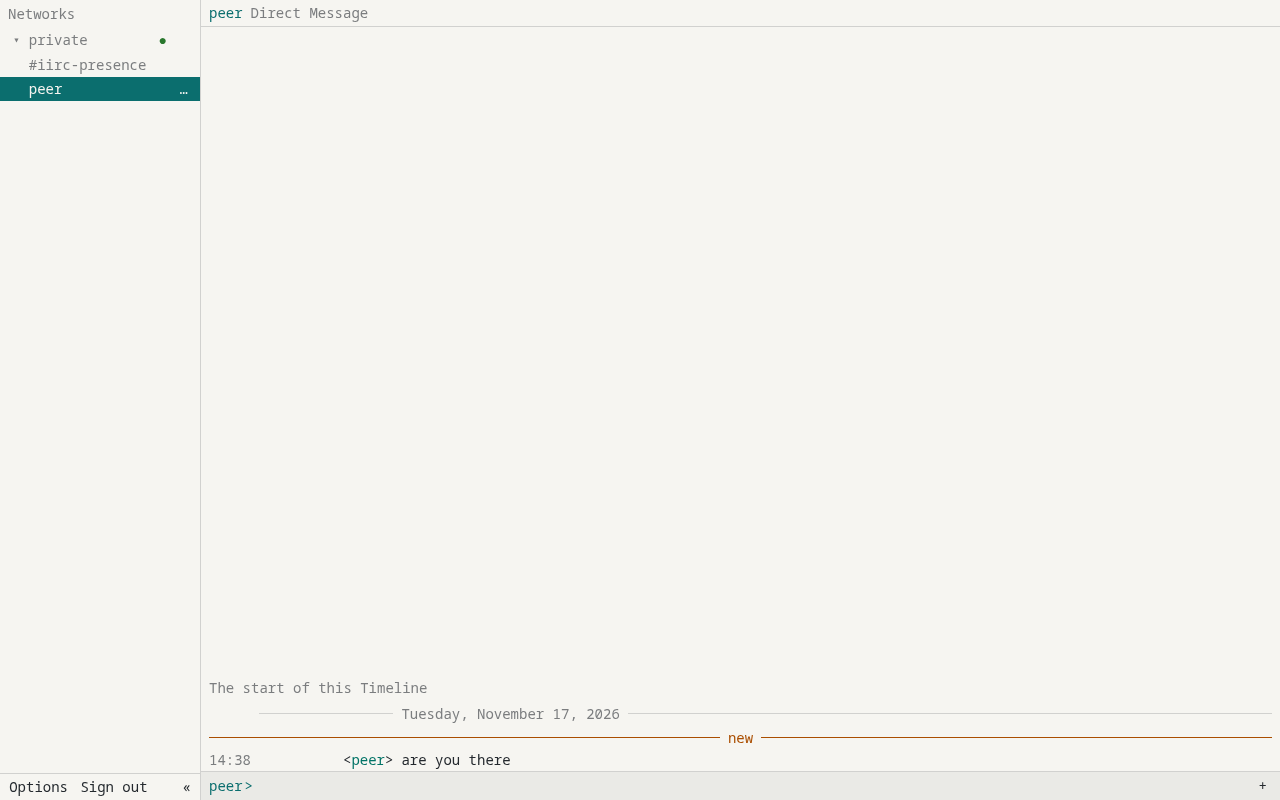 Networks
▾ private ●
#iirc-presence
peer …
Options Sign out «
peer Direct Message
The start of this Timeline
Tuesday, November 17, 2026
new
14:38 <peer> are you there
peer> +